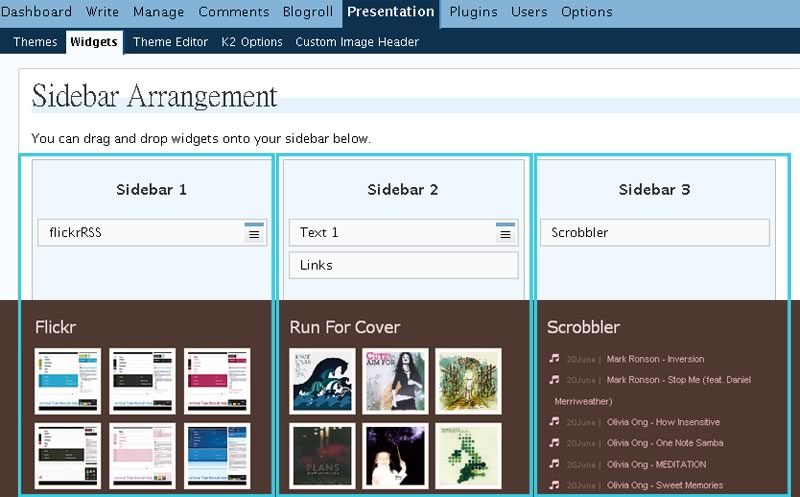 Dashboard Write Manage Comments Blogroll Presentation Plugins Users Options
Themes Widgets Theme Editor K2 Options Custom Image Header
Sidebar Arrangement
You can drag and drop widgets onto your sidebar below.
Sidebar 1
flickrRSS
Sidebar 2
Text 1
Links
Sidebar 3
Scrobbler
Flickr
Run For Cover
CUTE
AIM FOR
PLANS
Scrobbler
20June | Mark Ronson - Inversion
20June | Mark Ronson - Stop Me (feat. Daniel
Merriweather)
20June | Olivia Ong - How Insensitive
20June | Olivia Ong - One Note Samba
20June | Olivia Ong - MEDITATION
20June | Olivia Ong - Sweet Memories